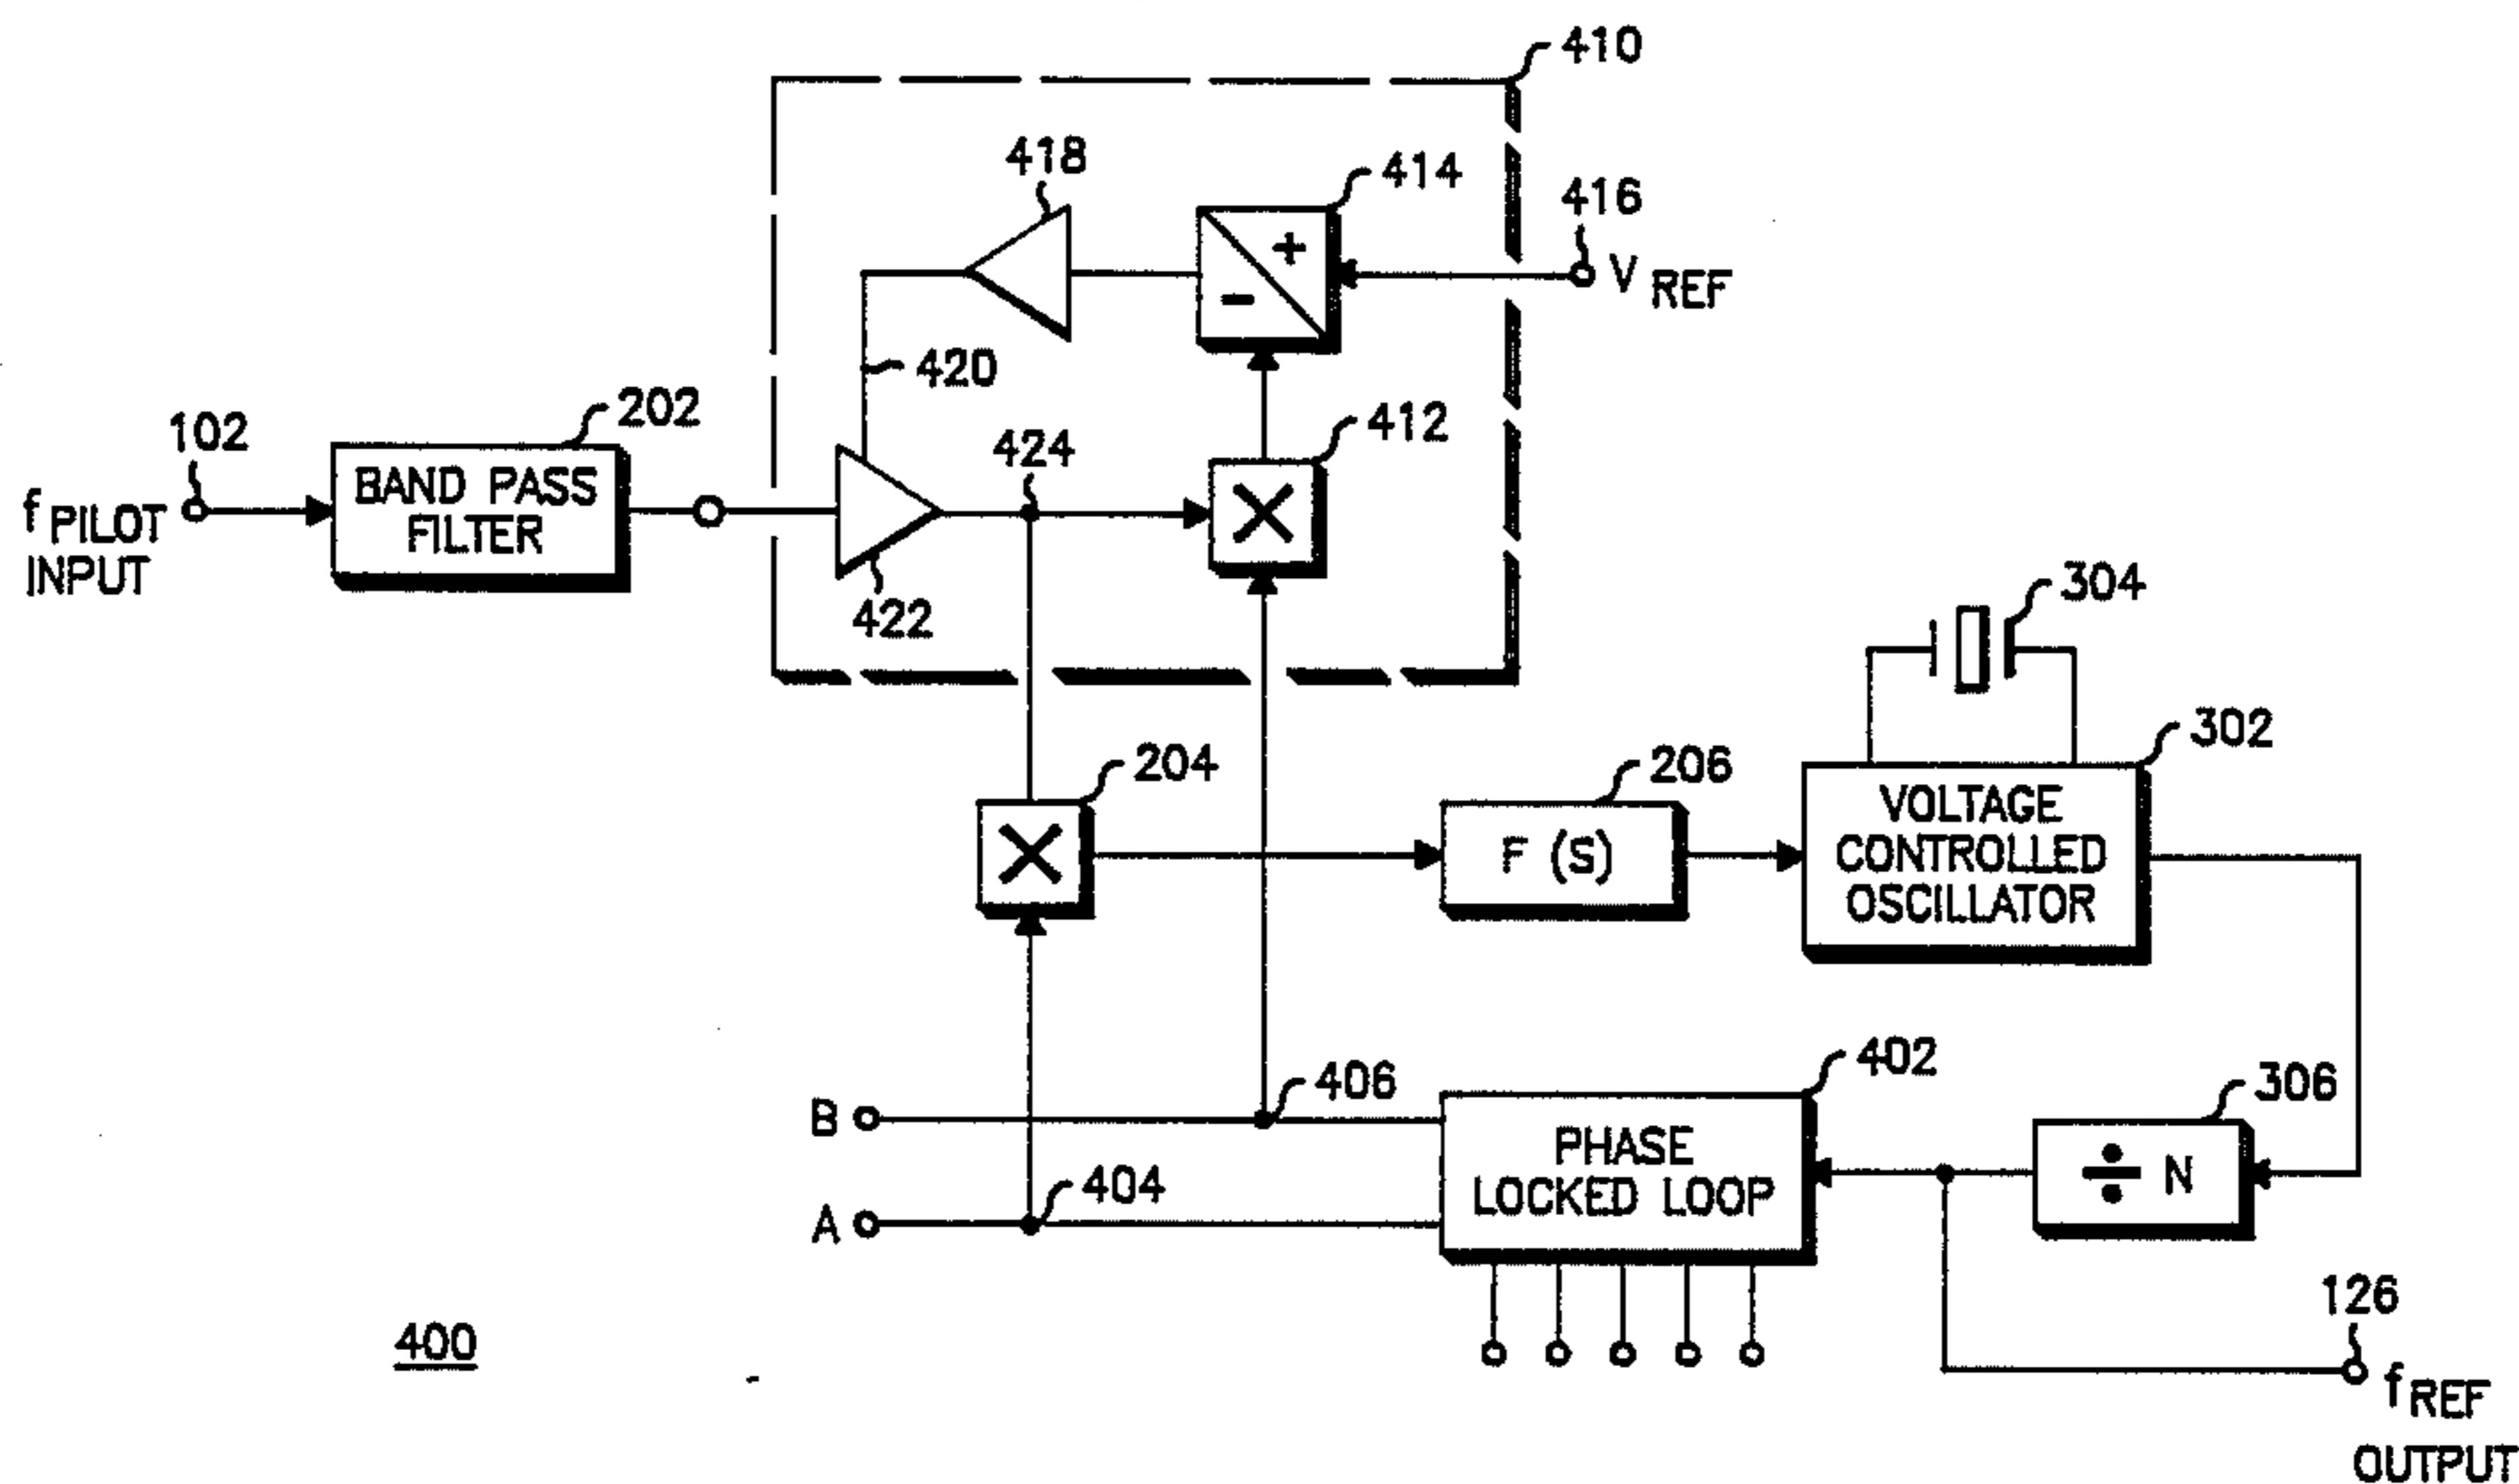 410
418
414
416
V REF
+
-
420
102
202
424
412
f PILOT
INPUT
BAND PASS
FILTER
422
304
204
206
302
F (S)
VOLTAGE
CONTROLLED
OSCILLATOR
B
406
402
306
PHASE
LOCKED LOOP
÷ N
A
404
126
400
f REF
OUTPUT